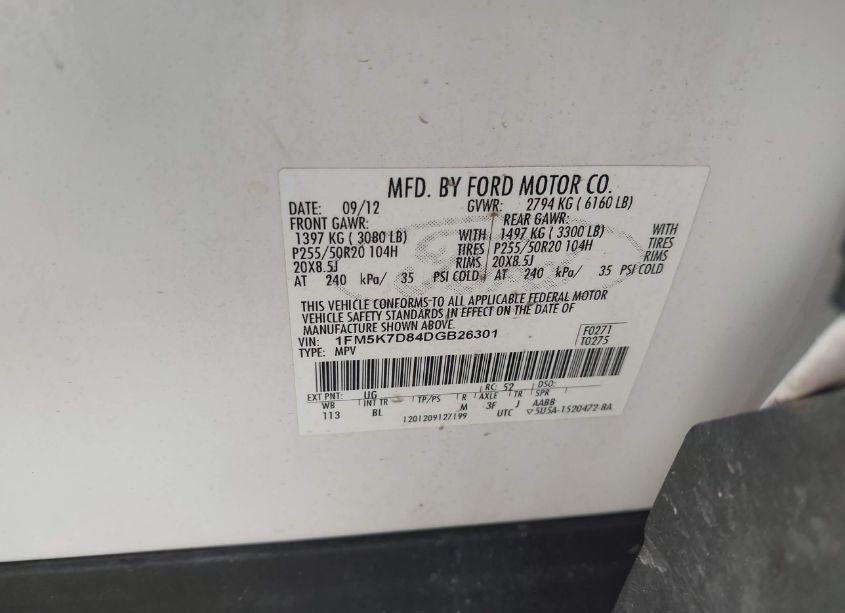 MFD. BY FORD MOTOR CO.
DATE: 09/12 GVWR: 2794 KG ( 6160 LB)
FRONT GAWR: REAR GAWR:
1397 KG ( 3080 LB) WITH 1497 KG ( 3300 LB) WITH
P255/50R20 104H TIRES P255/50R20 104H TIRES
20X8.5J RIMS 20X8.5J RIMS
AT 240 kPa/ 35 PSI COLD AT 240 kPa/ 35 PSI COLD
THIS VEHICLE CONFORMS TO ALL APPLICABLE FEDERAL MOTOR
VEHICLE SAFETY STANDARDS IN EFFECT ON THE DATE OF
MANUFACTURE SHOWN ABOVE.
VIN: 1FM5K7D84DGB26301 F0271
TYPE: MPV T0275
EXT PNT: UG RC: 52 DSO:
WB INT TR TP/PS R AXLE TR SPR
113 BL M 3F J AABB
1201209127199 UTC ▽5U5A-1520472-BA